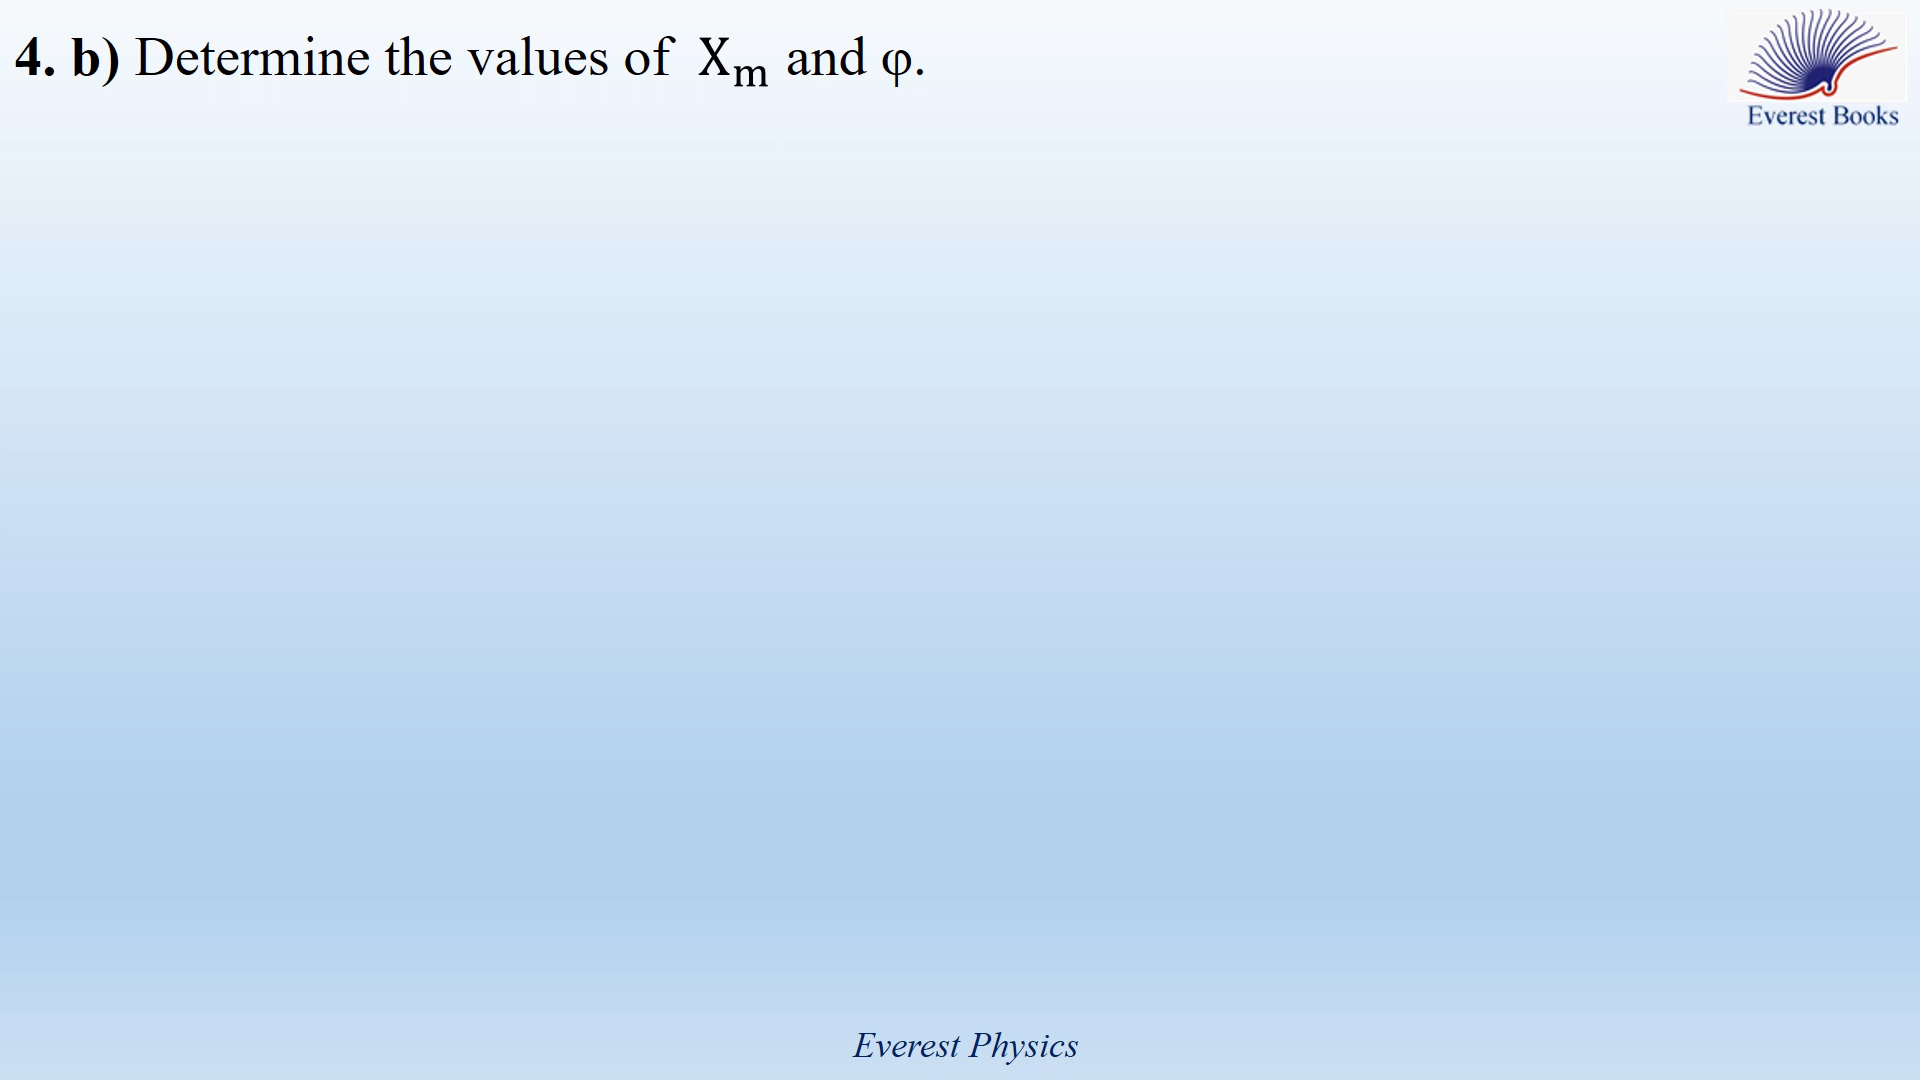 4. b) Determine the values of Xₘ and φ.
Everest Books
Everest Physics